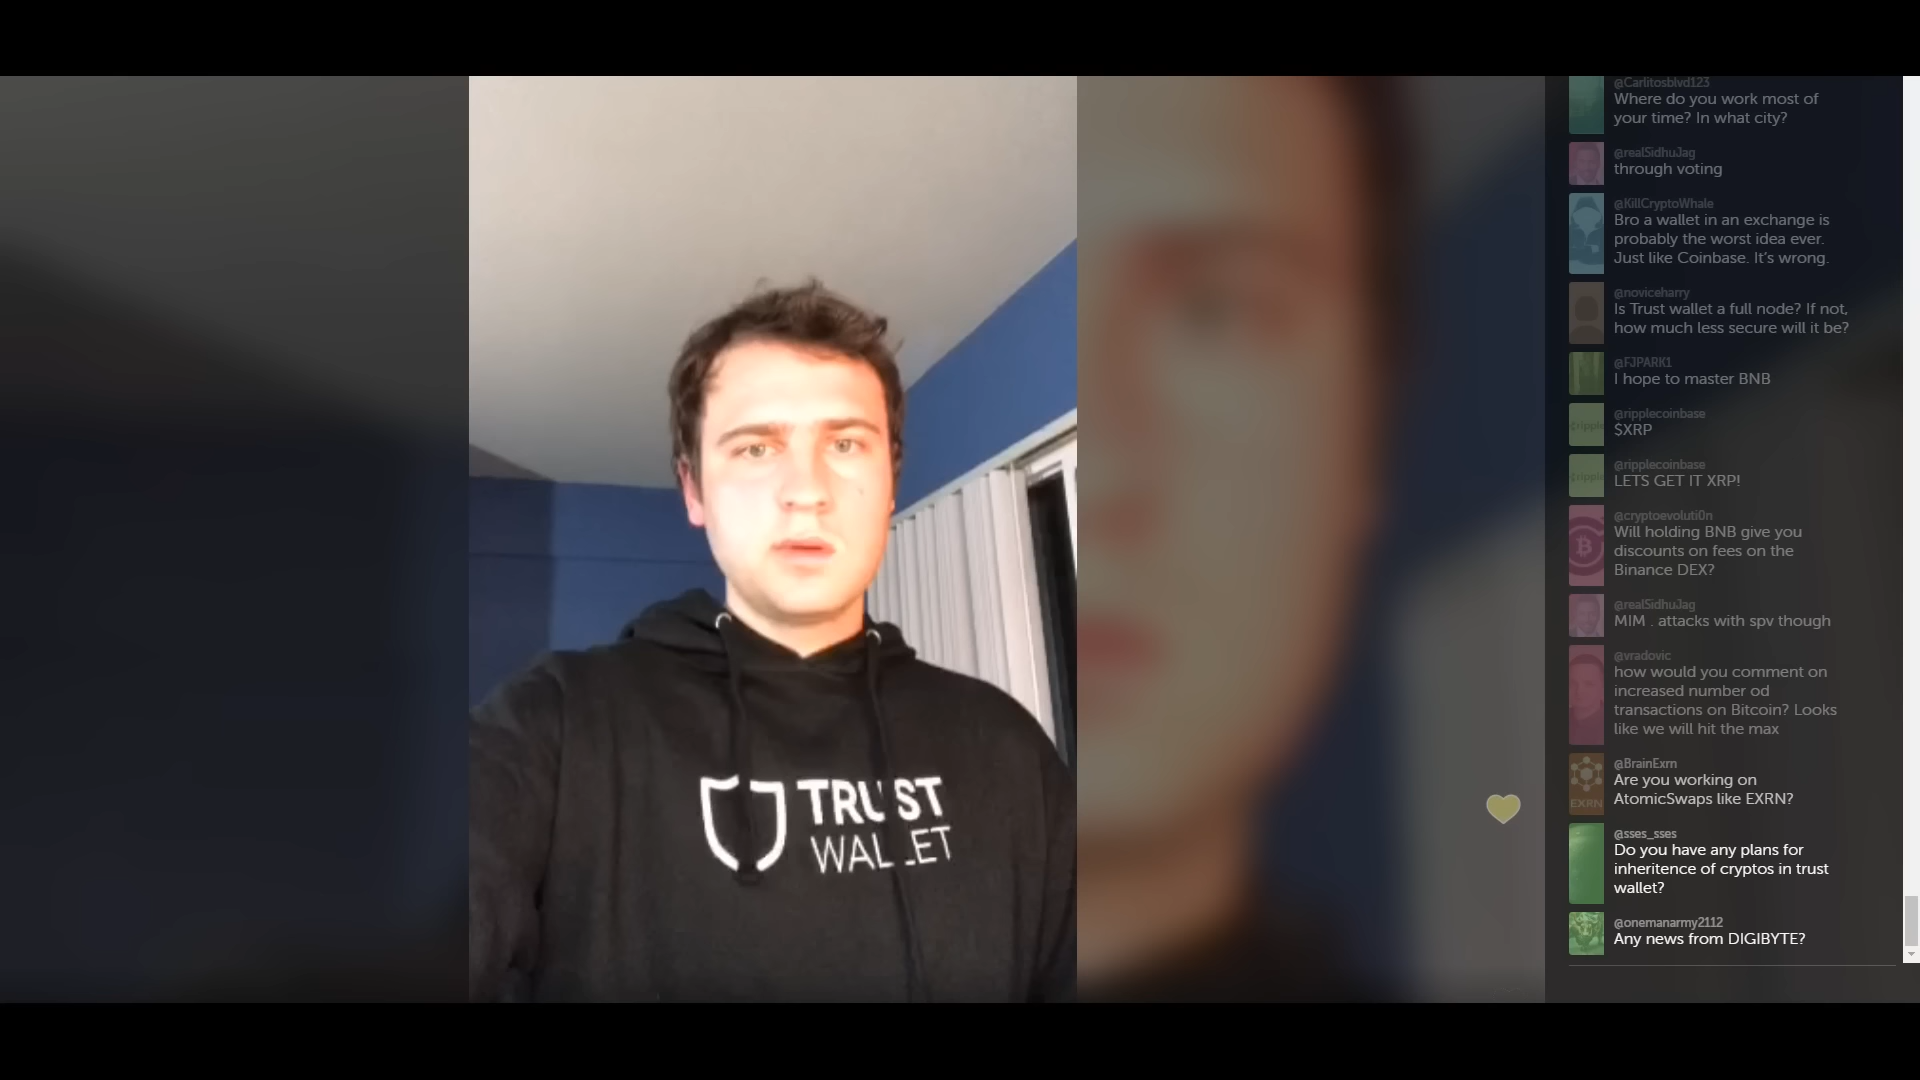 TRUST
WALLET
@Carlitosblvd123
Where do you work most of
your time? In what city?
@realSidhuJag
through voting
@KillCryptoWhale
Bro a wallet in an exchange is
probably the worst idea ever.
Just like Coinbase. It's wrong.
@noviceharry
Is Trust wallet a full node? If not,
how much less secure will it be?
@FJPARK1
I hope to master BNB
@ripplecoinbase
$XRP
ripple
@ripplecoinbase
LETS GET IT XRP!
ripple
@cryptoevoluti0n
Will holding BNB give you
discounts on fees on the
Binance DEX?
@realSidhuJag
MIM . attacks with spv though
@vradovic
how would you comment on
increased number od
transactions on Bitcoin? Looks
like we will hit the max
@BrainExrn
Are you working on
AtomicSwaps like EXRN?
EXRN
@sses_sses
Do you have any plans for
inheritence of cryptos in trust
wallet?
@onemanarmy2112
Any news from DIGIBYTE?